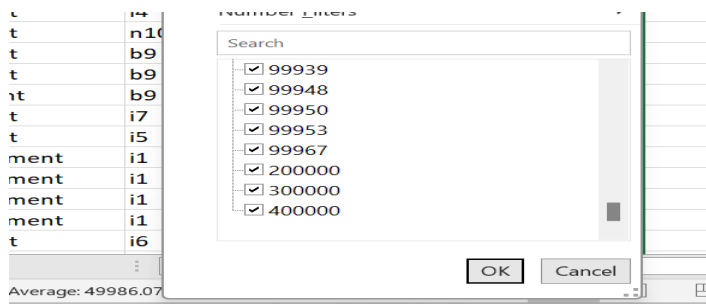 t i4 Number Filters
t n10
Search
t b9
t b9
nt b9
t i7
t i5
ment i1
ment i1
ment i1
ment i1
t i6
99939
99948
99950
99953
99967
200000
300000
400000
OK Cancel
Average: 49986.07